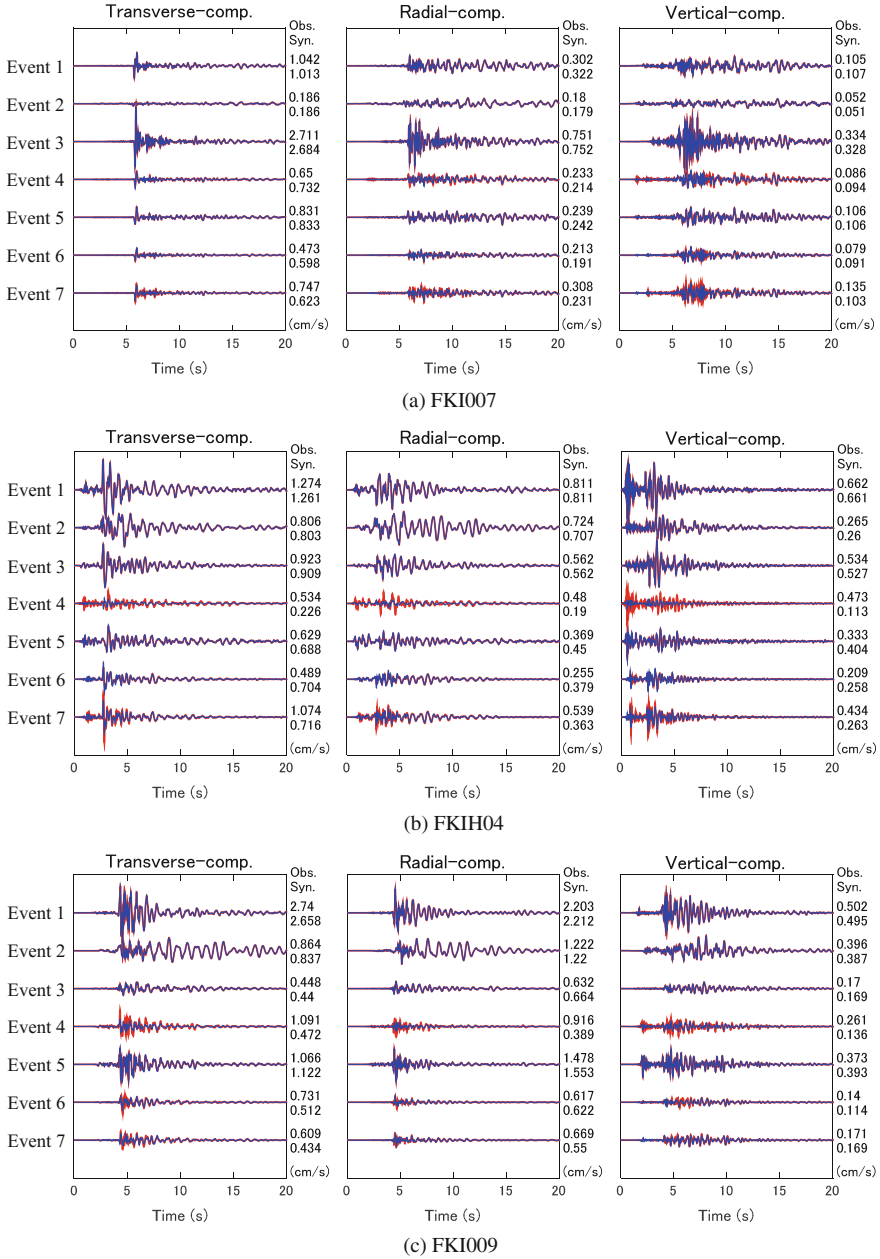 Transverse-comp. Radial-comp. Vertical-comp.
Obs. Obs. Obs.
Syn. Syn. Syn.
Event 1 1.042 0.302 0.105
1.013 0.322 0.107
Event 2 0.186 0.18 0.052
0.186 0.179 0.051
Event 3 2.711 0.751 0.334
2.684 0.752 0.328
Event 4 0.65 0.233 0.086
0.732 0.214 0.094
Event 5 0.831 0.239 0.106
0.833 0.242 0.106
Event 6 0.473 0.213 0.079
0.598 0.191 0.091
Event 7 0.747 0.308 0.135
0.623 0.231 0.103
(cm/s) (cm/s) (cm/s)
0 5 10 15 20 0 5 10 15 20 0 5 10 15 20
Time (s) Time (s) Time (s)
(a) FKI007
Transverse-comp. Radial-comp. Vertical-comp.
Obs. Obs. Obs.
Syn. Syn. Syn.
Event 1 1.274 0.811 0.662
1.261 0.811 0.661
Event 2 0.806 0.724 0.265
0.803 0.707 0.26
Event 3 0.923 0.562 0.534
0.909 0.562 0.527
Event 4 0.534 0.48 0.473
0.226 0.19 0.113
Event 5 0.629 0.369 0.333
0.688 0.45 0.404
Event 6 0.489 0.255 0.209
0.704 0.379 0.258
Event 7 1.074 0.539 0.434
0.716 0.363 0.263
(cm/s) (cm/s) (cm/s)
0 5 10 15 20 0 5 10 15 20 0 5 10 15 20
Time (s) Time (s) Time (s)
(b) FKIH04
Transverse-comp. Radial-comp. Vertical-comp.
Obs. Obs. Obs.
Syn. Syn. Syn.
Event 1 2.74 2.203 0.502
2.658 2.212 0.495
Event 2 0.864 1.222 0.396
0.837 1.22 0.387
Event 3 0.448 0.632 0.17
0.44 0.664 0.169
Event 4 1.091 0.916 0.261
0.472 0.389 0.136
Event 5 1.066 1.478 0.373
1.122 1.553 0.393
Event 6 0.731 0.617 0.14
0.512 0.622 0.114
Event 7 0.609 0.669 0.171
0.434 0.55 0.169
(cm/s) (cm/s) (cm/s)
0 5 10 15 20 0 5 10 15 20 0 5 10 15 20
Time (s) Time (s) Time (s)
(c) FKI009